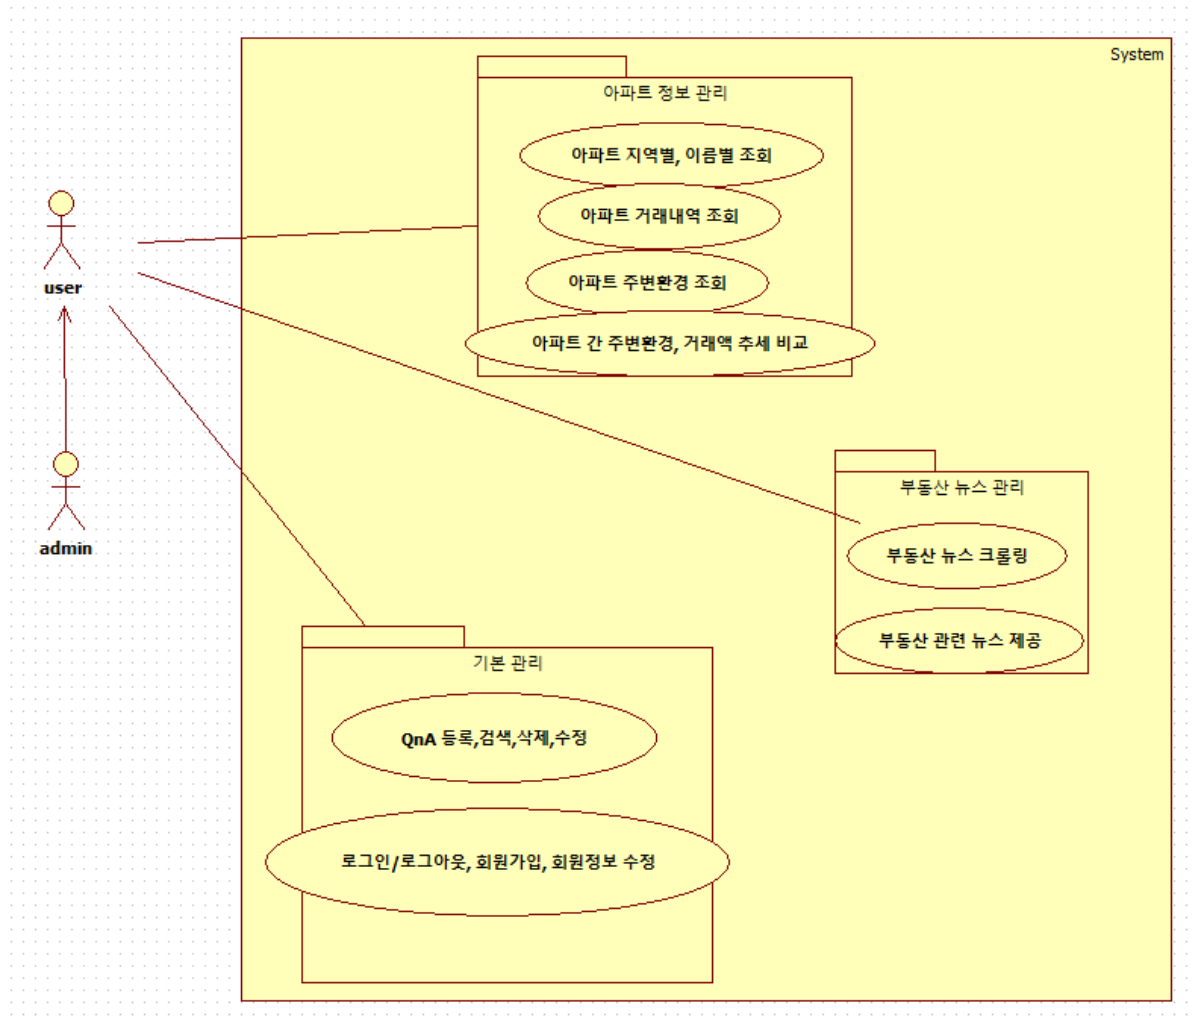 System
아파트 정보 관리
아파트 지역별, 이름별 조회
아파트 거래내역 조회
아파트 주변환경 조회
아파트 간 주변환경, 거래액 추세 비교
user
admin
부동산 뉴스 관리
부동산 뉴스 크롤링
부동산 관련 뉴스 제공
기본 관리
QnA 등록,검색,삭제,수정
로그인/로그아웃, 회원가입, 회원정보 수정